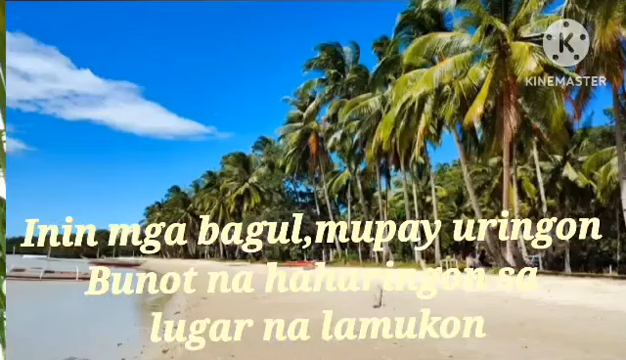 KINEMASTER
Inin mga bagul,mupay uringon
Bunot na haharingon sa
lugar na lamukon